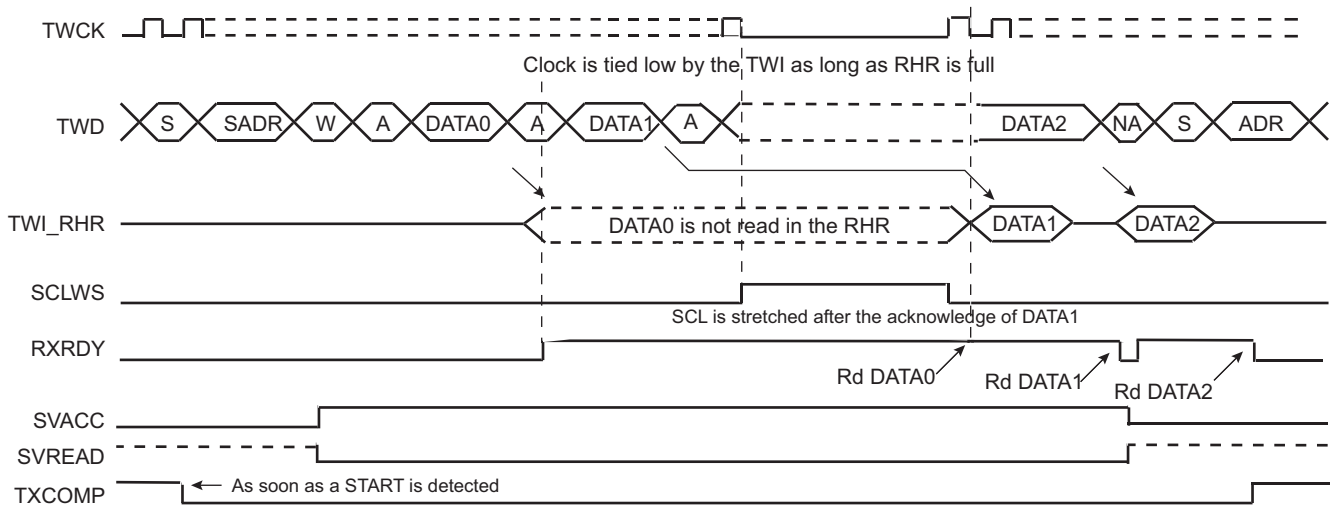 TWCK
Clock is tied low by the TWI as long as RHR is full
TWD S SADR W A DATA0 A DATA1 A DATA2 NA S ADR
TWI_RHR DATA0 is not read in the RHR DATA1 DATA2
SCLWS
SCL is stretched after the acknowledge of DATA1
RXRDY
Rd DATA0 Rd DATA1 Rd DATA2
SVACC
SVREAD
As soon as a START is detected
TXCOMP